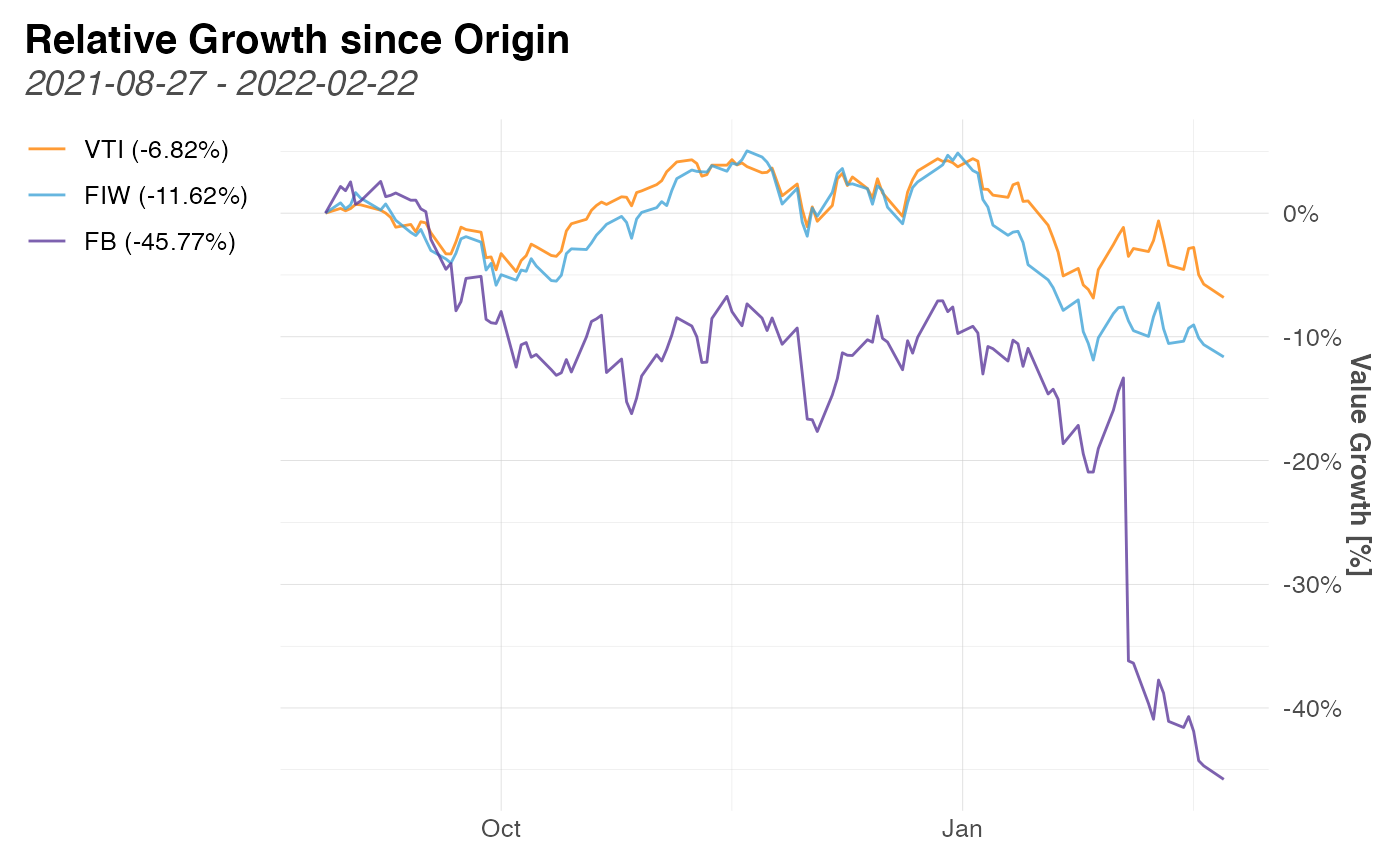 Relative Growth since Origin
2021-08-27 - 2022-02-22
VTI (-6.82%)
FIW (-11.62%)
FB (-45.77%)
0%
-10%
-20%
-30%
-40%
Value Growth [%]
Oct
Jan